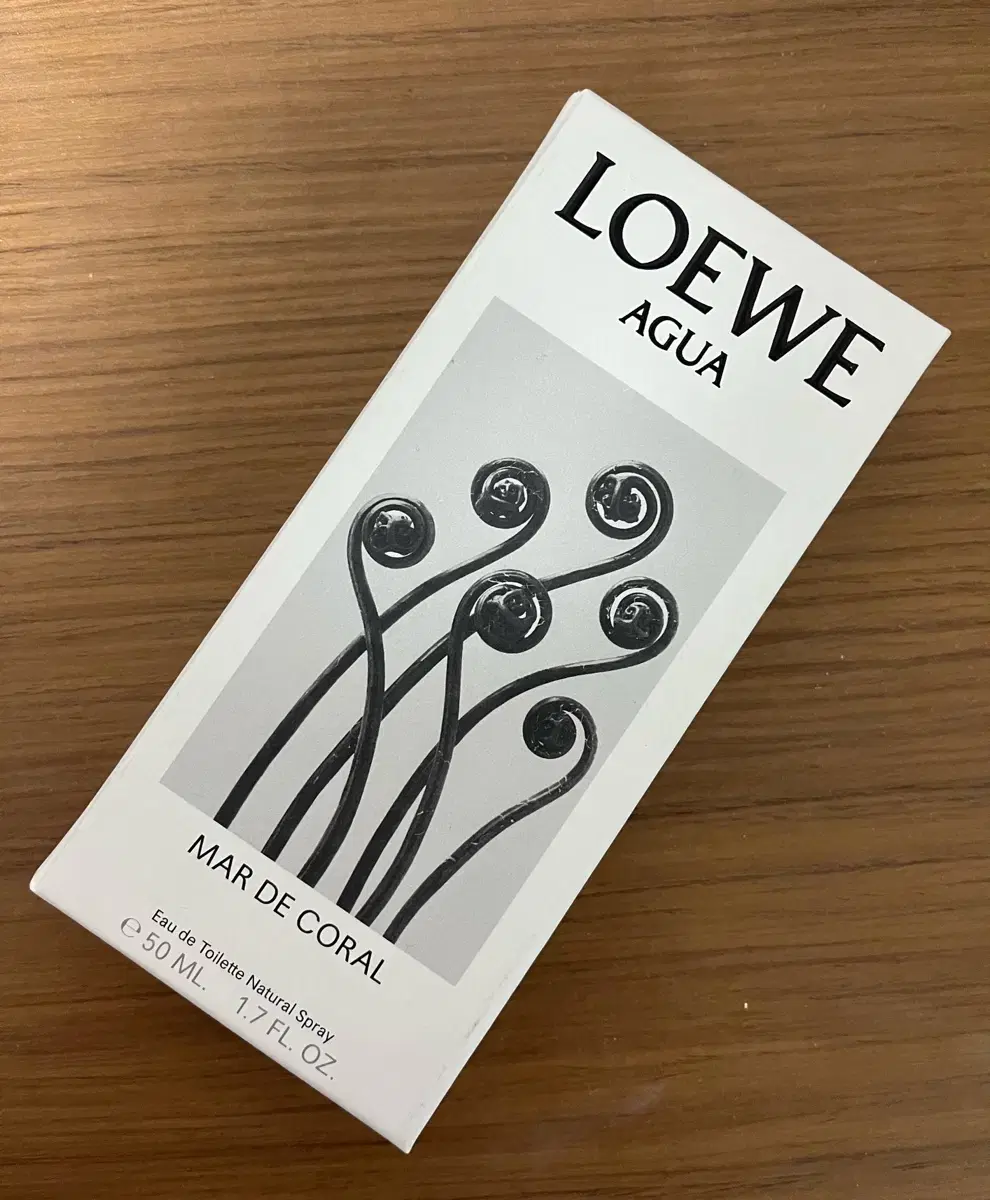 LOEWE
AGUA
MAR DE CORAL
Eau de Toilette Natural Spray
℮ 50 ML. 1.7 FL. OZ.